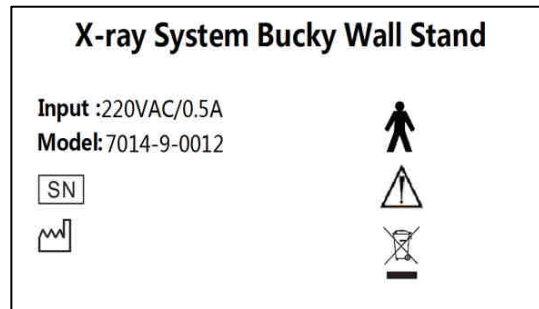 X-ray System Bucky Wall Stand
Input :220VAC/0.5A
Model: 7014-9-0012
SN